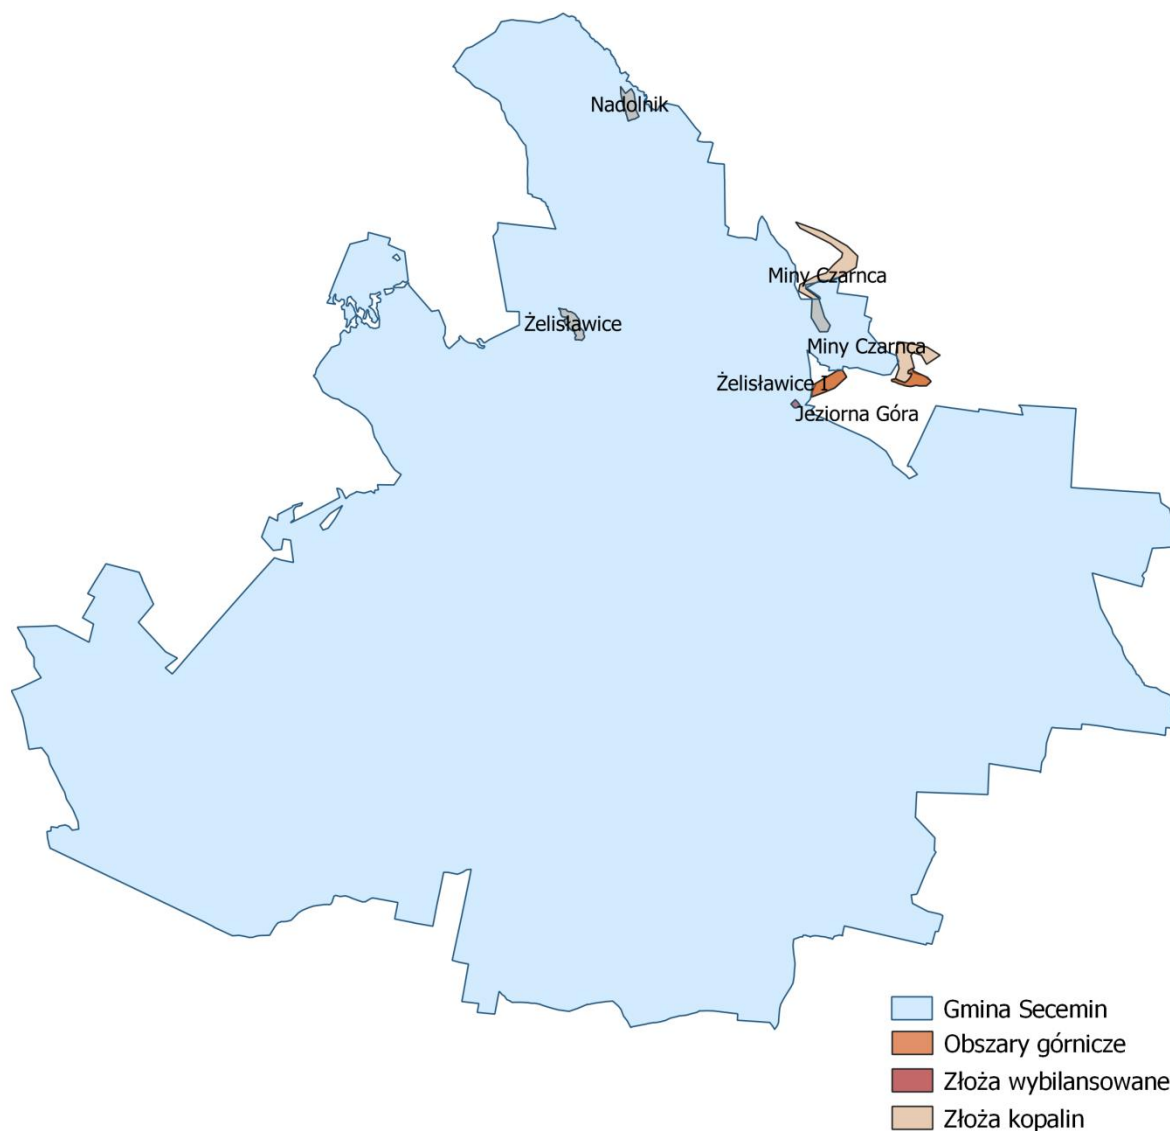 Nadolnik
Miny Czarnca
Żelisławice
Miny Czarnca
Żelisławice I
Jeziorna Góra
Gmina Secemin
Obszary górnicze
Złoża wybilansowane
Złoża kopalin